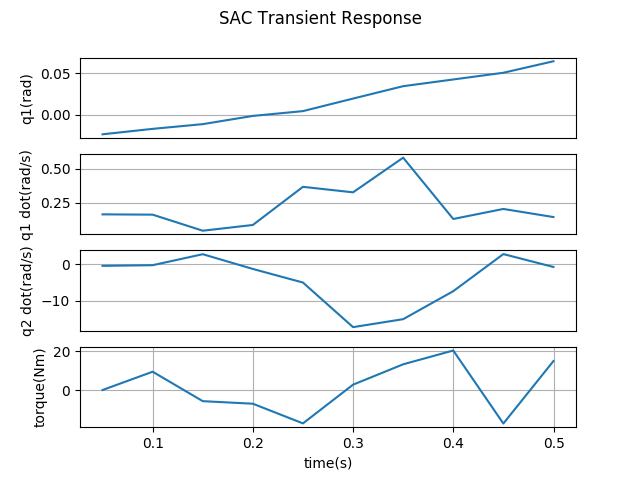 SAC Transient Response
q1(rad)
0.05
0.00
q1 dot(rad/s)
0.50
0.25
q2 dot(rad/s)
0
−10
torque(Nm)
20
0
0.1 0.2 0.3 0.4 0.5
time(s)